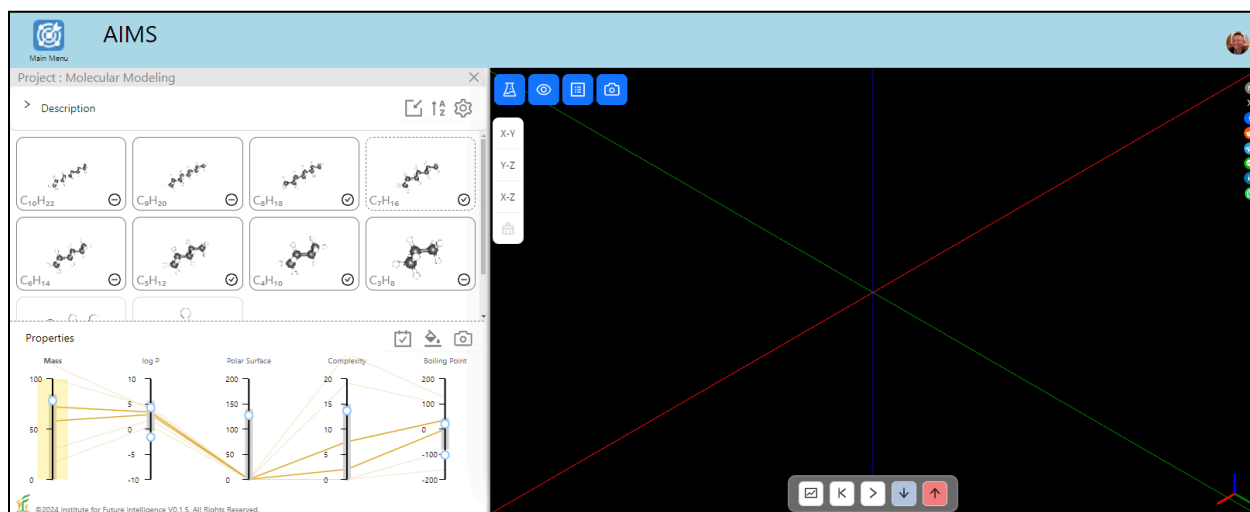 AIMS
Main Menu
Project : Molecular Modeling
Description
X-Y
Y-Z
X-Z
C₁₀H₂₂
C₉H₂₀
C₈H₁₈
C₇H₁₆
C₆H₁₄
C₅H₁₂
C₄H₁₀
C₃H₈
Properties
Mass log P Polar Surface Complexity Boiling Point
100 10 200 20 200
5 150 15 100
50 0 100 10 0
-5 50 5 -100
0 -10 0 0 -200
©2024 Institute for Future Intelligence V0.1.5. All Rights Reserved.